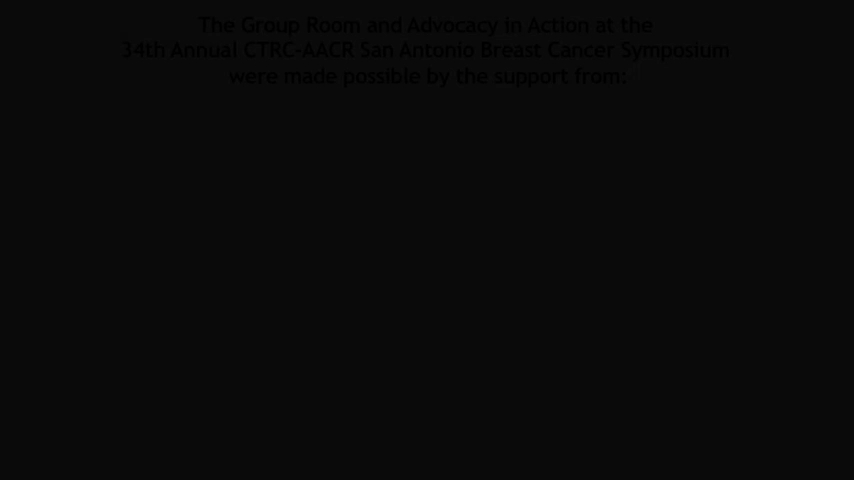 The Group Room and Advocacy in Action at the
34th Annual CTRC-AACR San Antonio Breast Cancer Symposium
were made possible by the support from: